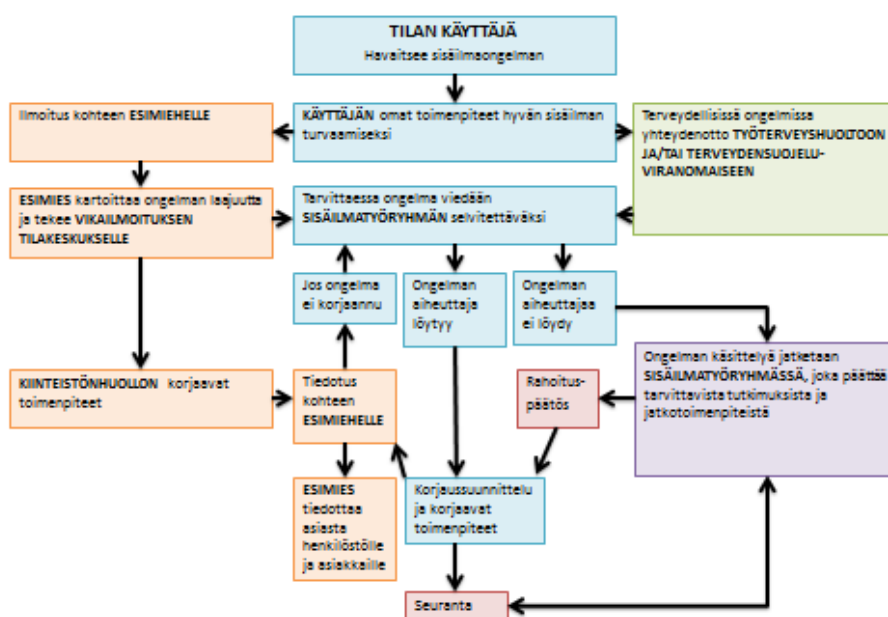 TILAN KÄYTTÄJÄ
Havaitsee sisäilmaongelman
Ilmoitus kohteen ESIMIEHELLE
KÄYTTÄJÄN omat toimenpiteet hyvän sisäilman
turvaamiseksi
Terveydellisissä ongelmissa
yhteydenotto TYÖTERVEYSHUOLTOON
JA/TAI TERVEYDENSUOJELU-
VIRANOMAISEEN
ESIMIES kartoittaa ongelman laajuutta
ja tekee VIKAILMOITUKSEN
TILAKESKUKSELLE
Tarvittaessa ongelma viedään
SISÄILMATYÖRYHMÄN selvitettäväksi
Jos ongelma
ei korjaannu
Ongelman
aiheuttaja
löytyy
Ongelman
aiheuttajaa
ei löydy
KIINTEISTÖNHUOLLON korjaavat
toimenpiteet
Tiedotus
kohteen
ESIMIEHELLE
Rahoitus-
päätös
Ongelman käsittelyä jatketaan
SISÄILMATYÖRYHMÄSSÄ, joka päättää
tarvittavista tutkimuksista ja
jatkotoimenpiteistä
ESIMIES
tiedottaa
asiasta
henkilöstölle
ja asiakkaille
Korjaussuunnittelu
ja korjaavat
toimenpiteet
Seuranta